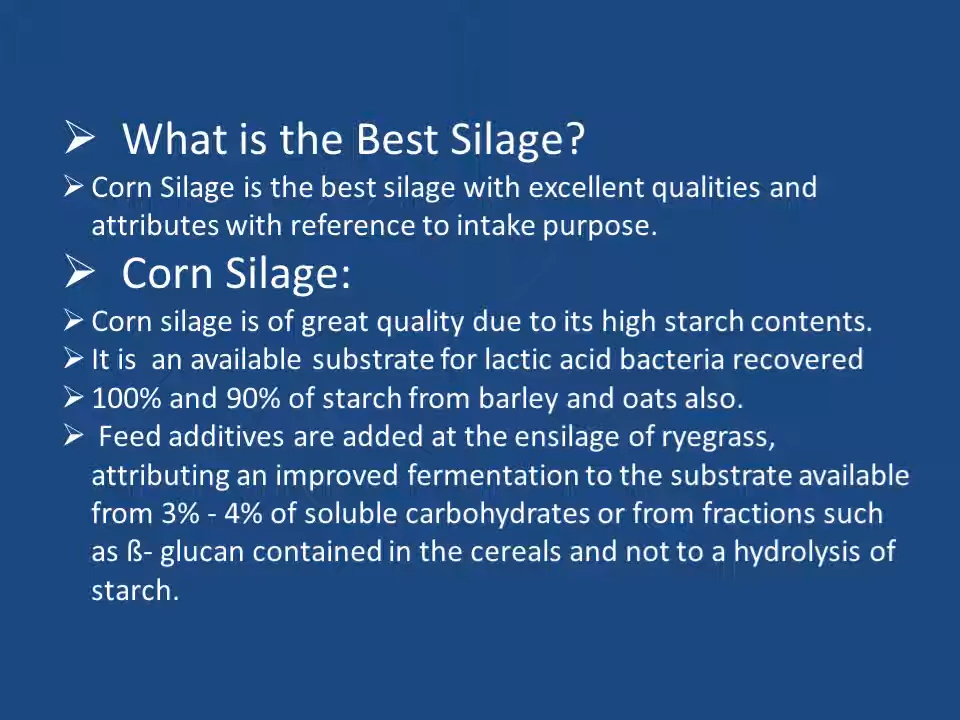 ➢ What is the Best Silage?
➢ Corn Silage is the best silage with excellent qualities and
attributes with reference to intake purpose.
➢ Corn Silage:
➢ Corn silage is of great quality due to its high starch contents.
➢ It is an available substrate for lactic acid bacteria recovered
➢ 100% and 90% of starch from barley and oats also.
➢ Feed additives are added at the ensilage of ryegrass,
attributing an improved fermentation to the substrate available
from 3% - 4% of soluble carbohydrates or from fractions such
as ß- glucan contained in the cereals and not to a hydrolysis of
starch.